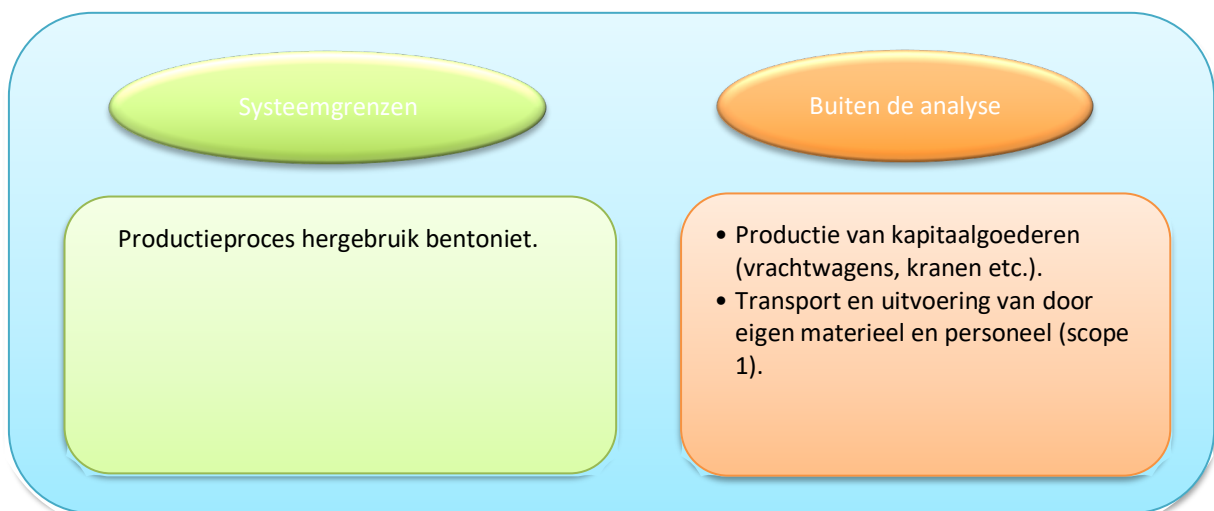 Systeemgrenzen
Productieproces hergebruik bentoniet.
Buiten de analyse
• Productie van kapitaalgoederen
(vrachtwagens, kranen etc.).
• Transport en uitvoering van door
eigen materieel en personeel (scope
1).